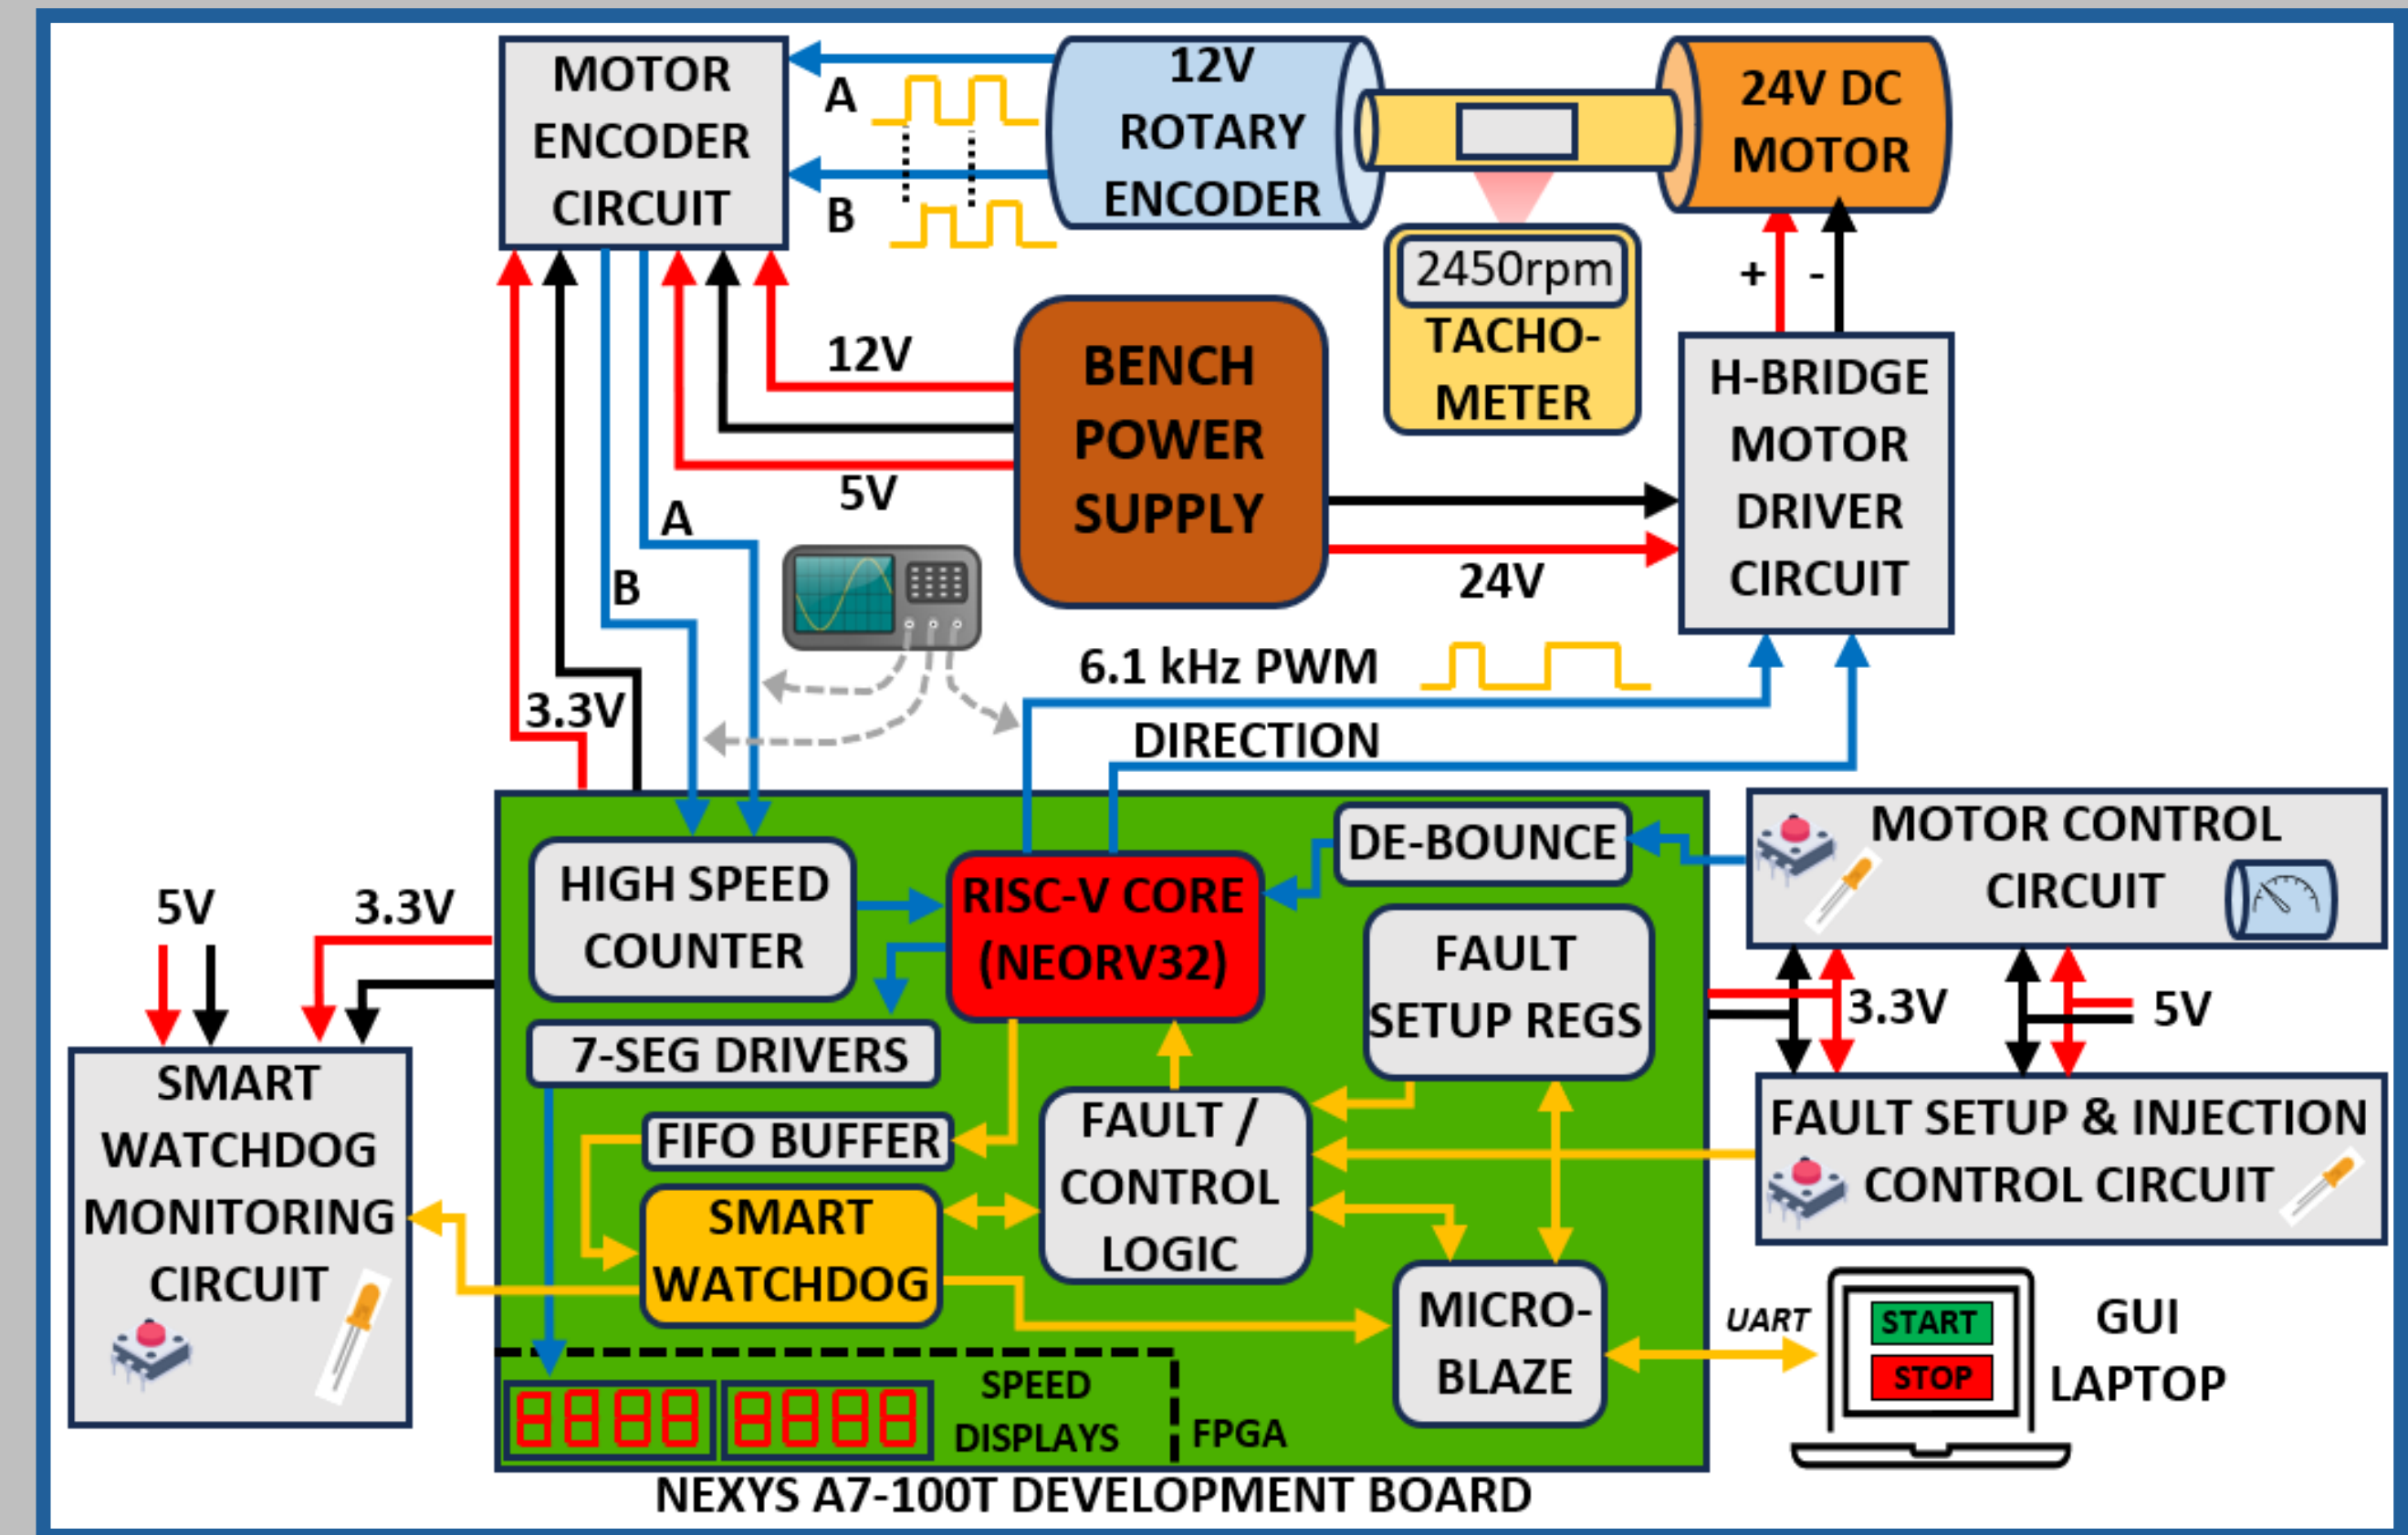 MOTOR
ENCODER
CIRCUIT
A
B
12V
ROTARY
ENCODER
24V DC
MOTOR
2450rpm
TACHO-
METER
+ -
12V
5V
BENCH
POWER
SUPPLY
24V
H-BRIDGE
MOTOR
DRIVER
CIRCUIT
A
B
3.3V
6.1 kHz PWM
DIRECTION
5V
3.3V
SMART
WATCHDOG
MONITORING
CIRCUIT
HIGH SPEED
COUNTER
RISC-V CORE
(NEORV32)
DE-BOUNCE
FAULT
SETUP REGS
7-SEG DRIVERS
FIFO BUFFER
SMART
WATCHDOG
FAULT /
CONTROL
LOGIC
MICRO-
BLAZE
8888 8888
SPEED
DISPLAYS
FPGA
NEXYS A7-100T DEVELOPMENT BOARD
MOTOR CONTROL
CIRCUIT
3.3V
5V
FAULT SETUP & INJECTION
CONTROL CIRCUIT
UART
START
STOP
GUI
LAPTOP